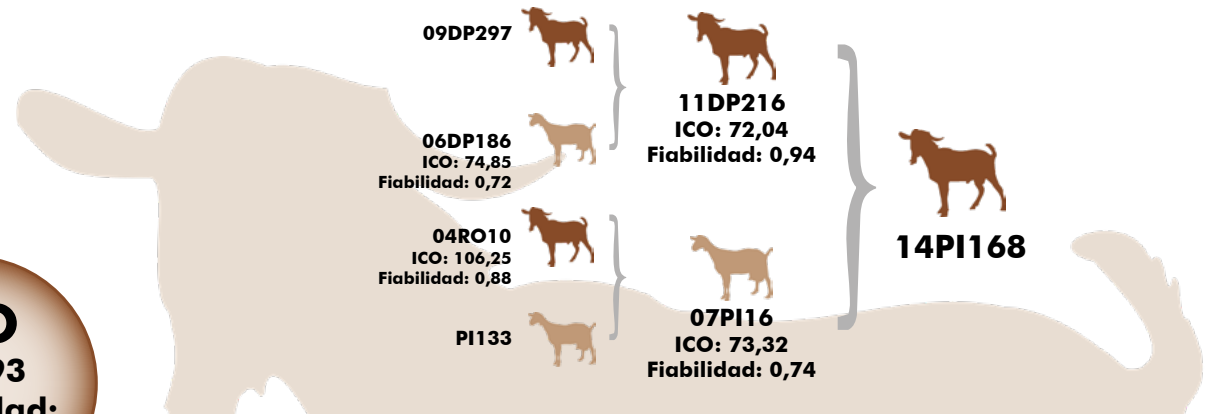 09DP297
06DP186
ICO: 74,85
Fiabilidad: 0,72
04RO10
ICO: 106,25
Fiabilidad: 0,88
PI133
11DP216
ICO: 72,04
Fiabilidad: 0,94
07PI16
ICO: 73,32
Fiabilidad: 0,74
14PI168